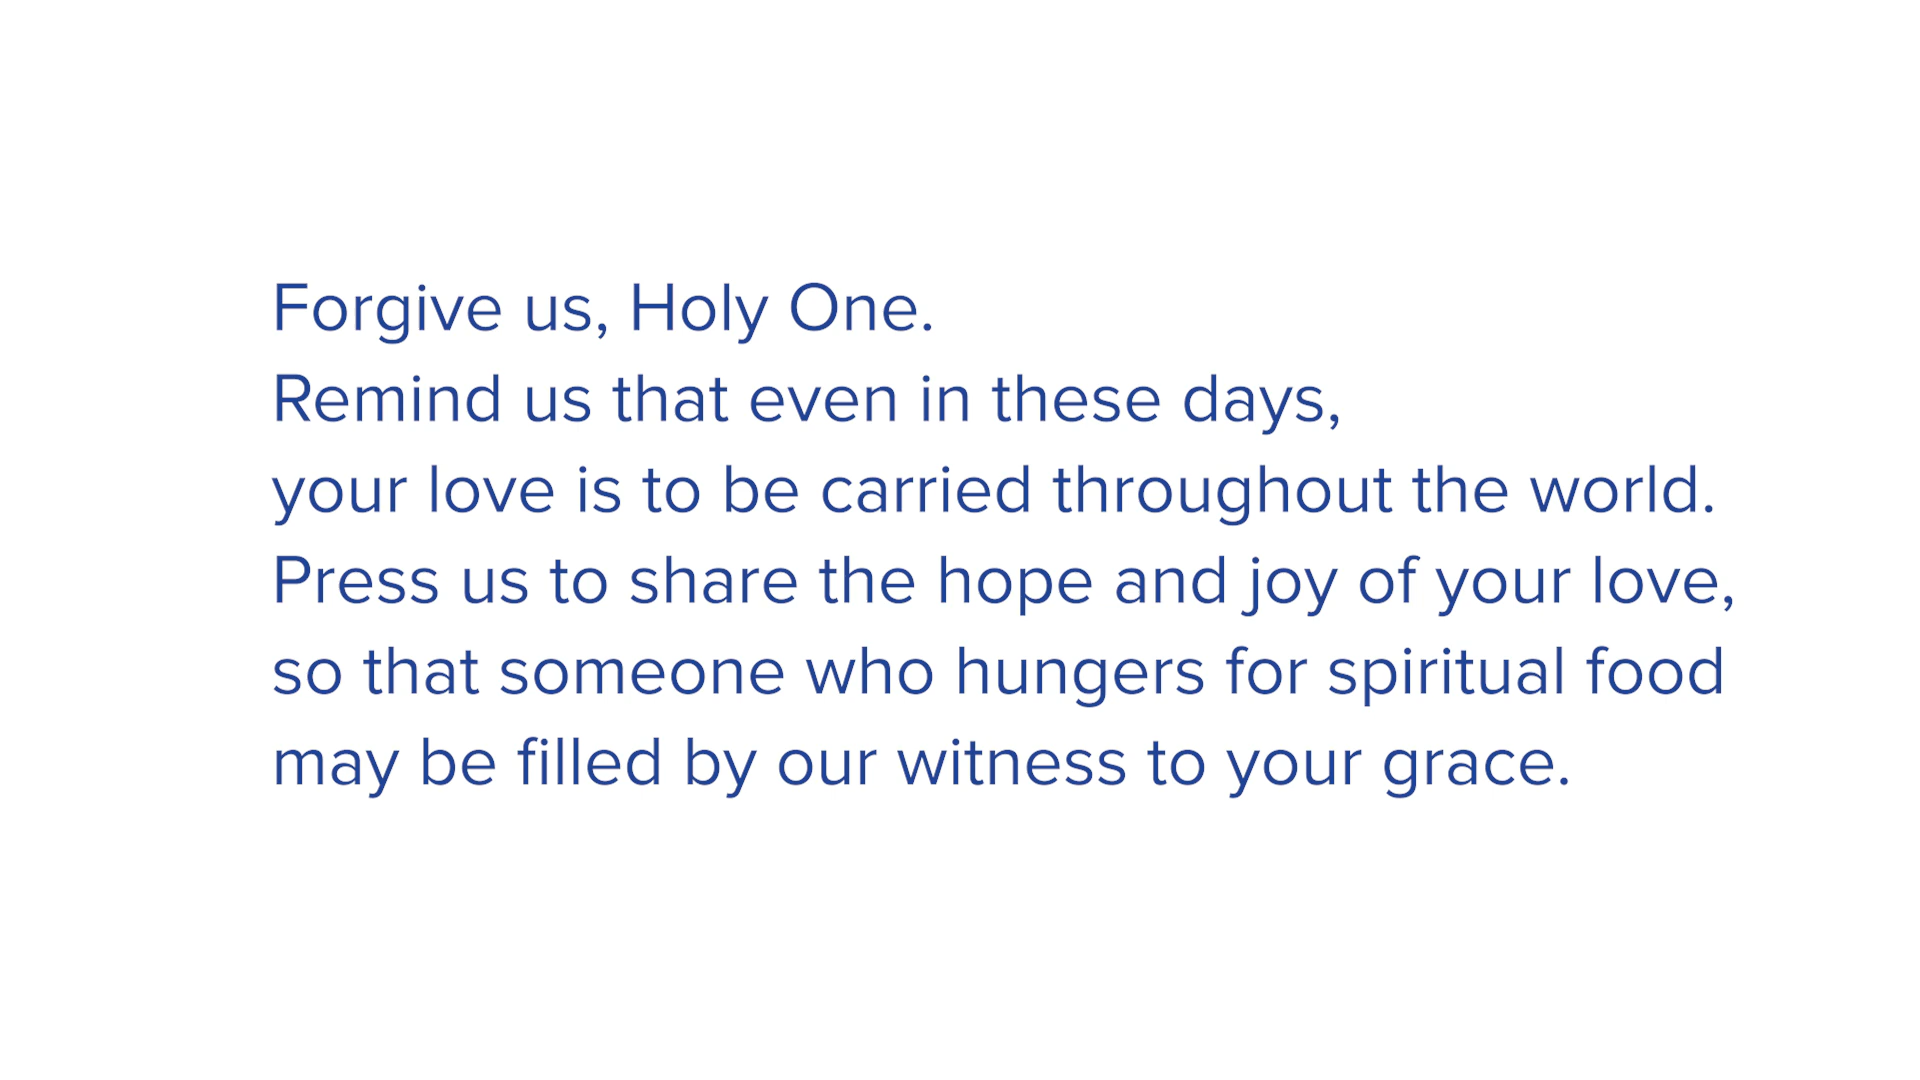 Forgive us, Holy One.
Remind us that even in these days,
your love is to be carried throughout the world.
Press us to share the hope and joy of your love,
so that someone who hungers for spiritual food
may be filled by our witness to your grace.